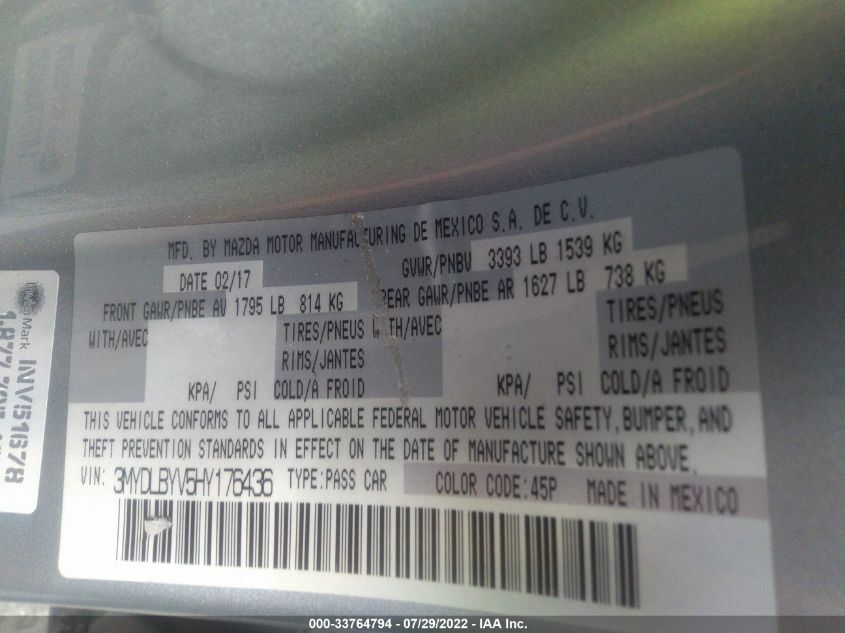 MFD. BY MAZDA MOTOR MANUFACTURING DE MEXICO S.A. DE C.V.
DATE 02/17 GVWR/PNBV 3393 LB 1539 KG
FRONT GAWR/PNBE AV 1795 LB 814 KG REAR GAWR/PNBE AR 1627 LB 738 KG
WITH/AVEC TIRES/PNEUS WITH/AVEC TIRES/PNEUS
RIMS/JANTES RIMS/JANTES
KPA/ PSI COLD/A FROID KPA/ PSI COLD/A FROID
THIS VEHICLE CONFORMS TO ALL APPLICABLE FEDERAL MOTOR VEHICLE SAFETY, BUMPER, AND
THEFT PREVENTION STANDARDS IN EFFECT ON THE DATE OF MANUFACTURE SHOWN ABOVE.
VIN: 3MYDLBYV5HY176436 TYPE: PASS CAR COLOR CODE: 45P MADE IN MEXICO
Mark
INV51678
000-33764794 - 07/29/2022 - IAA Inc.